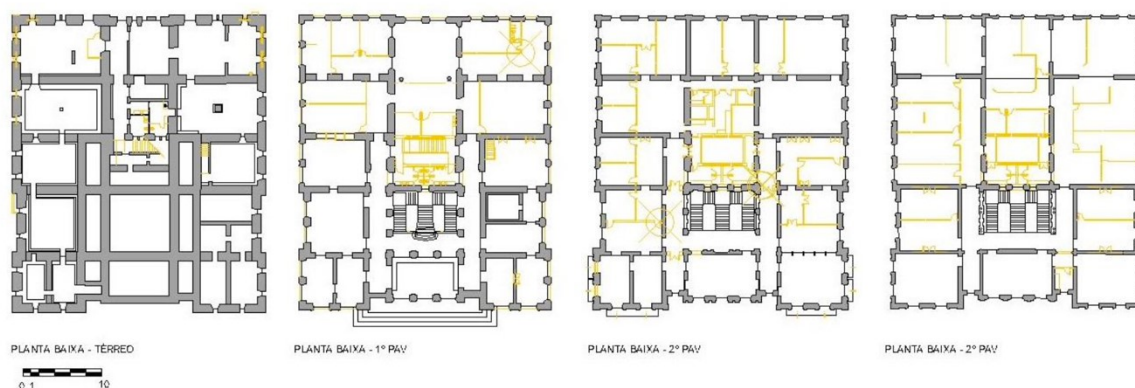 PLANTA BAIXA - TÉRREO
PLANTA BAIXA - 1º PAV
PLANTA BAIXA - 2º PAV
PLANTA BAIXA - 2º PAV
0 1 10